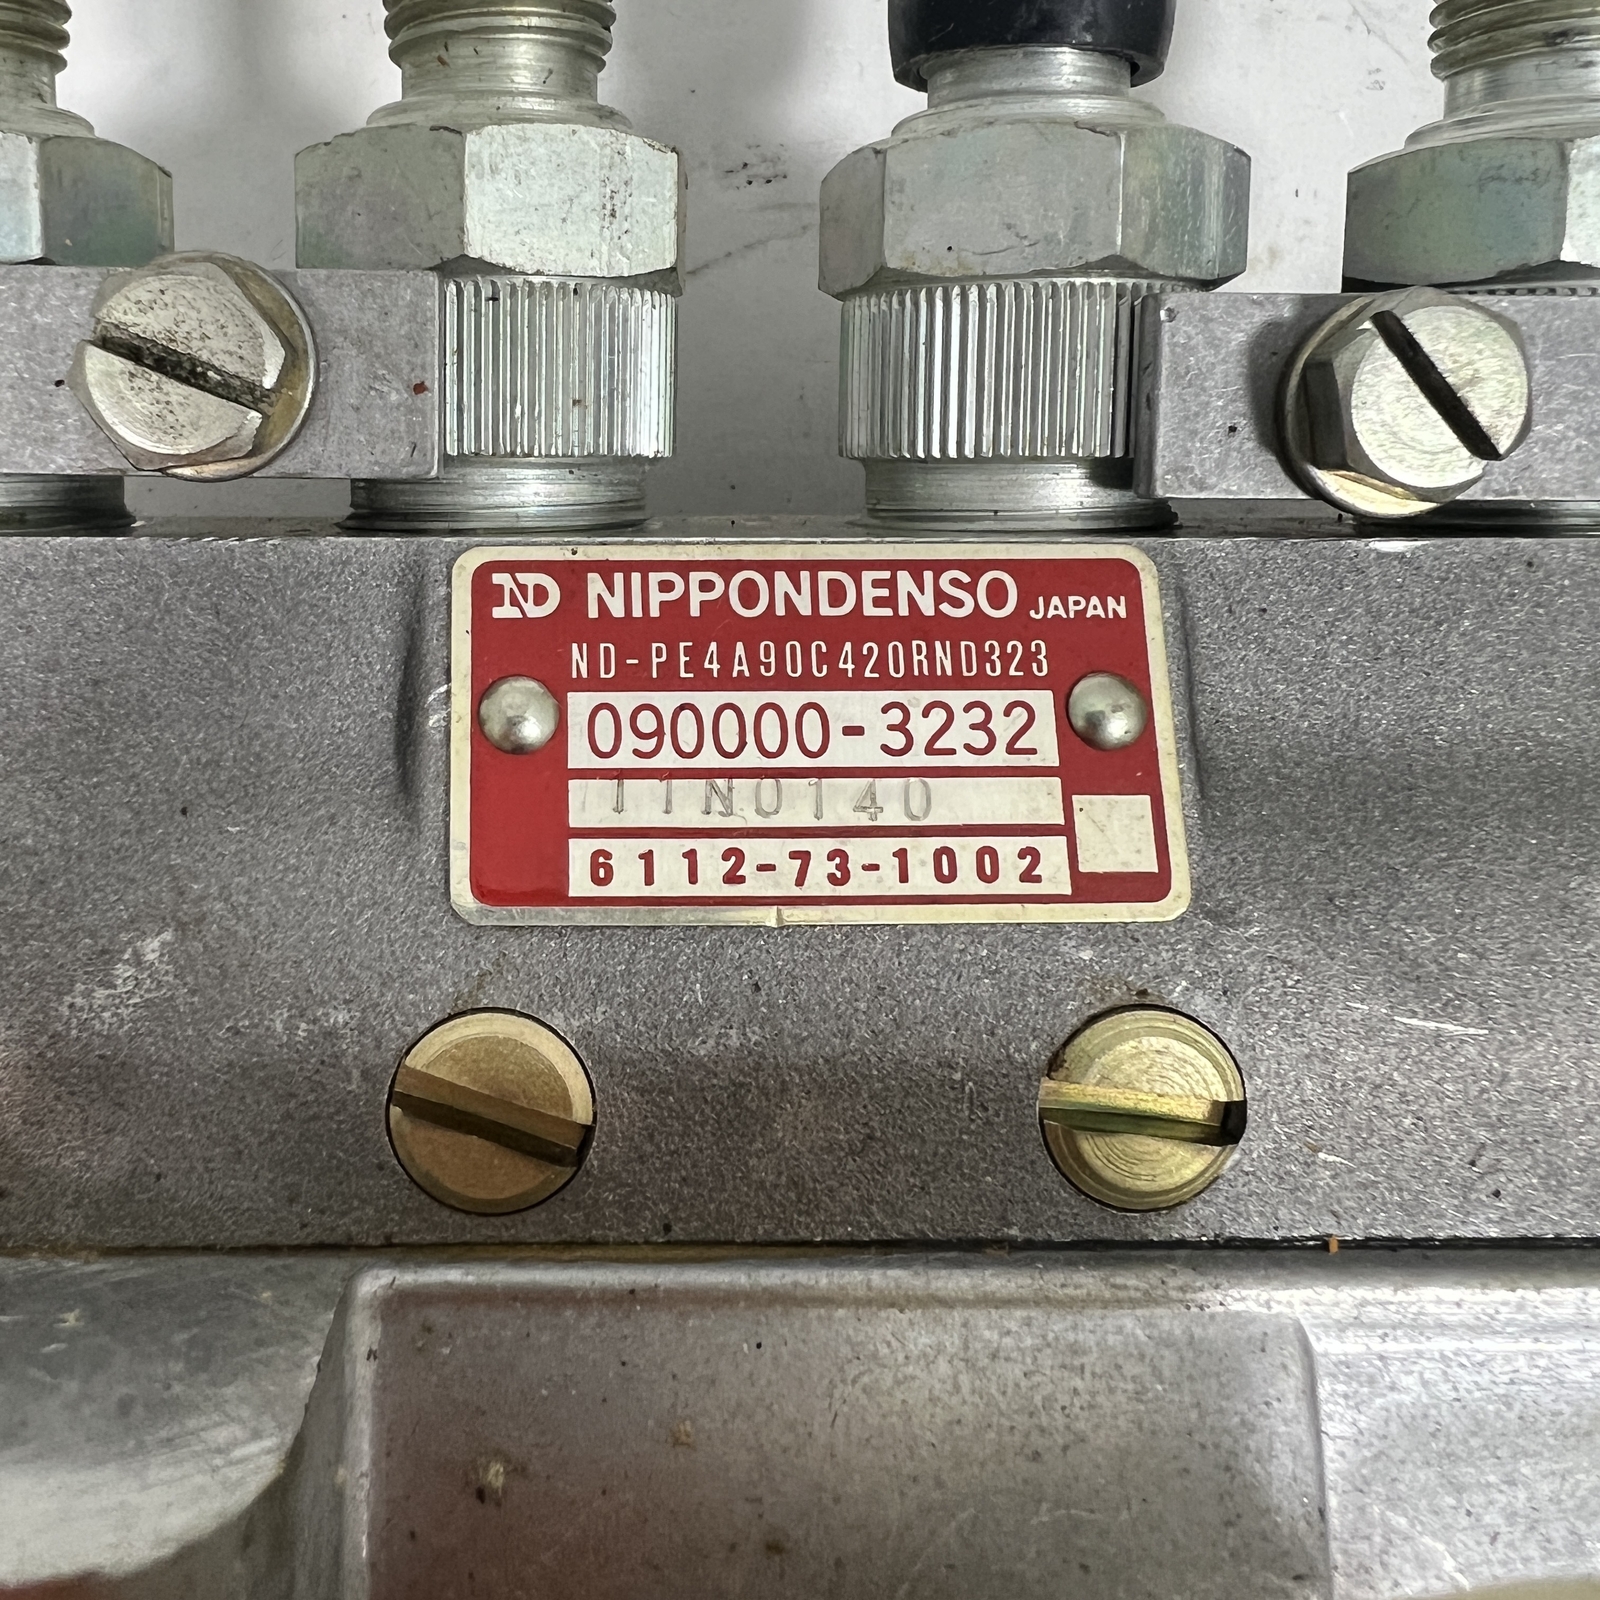 ND NIPPONDENSO JAPAN
ND-PE4A90C420RND323
090000-3232
11N0140
6112-73-1002